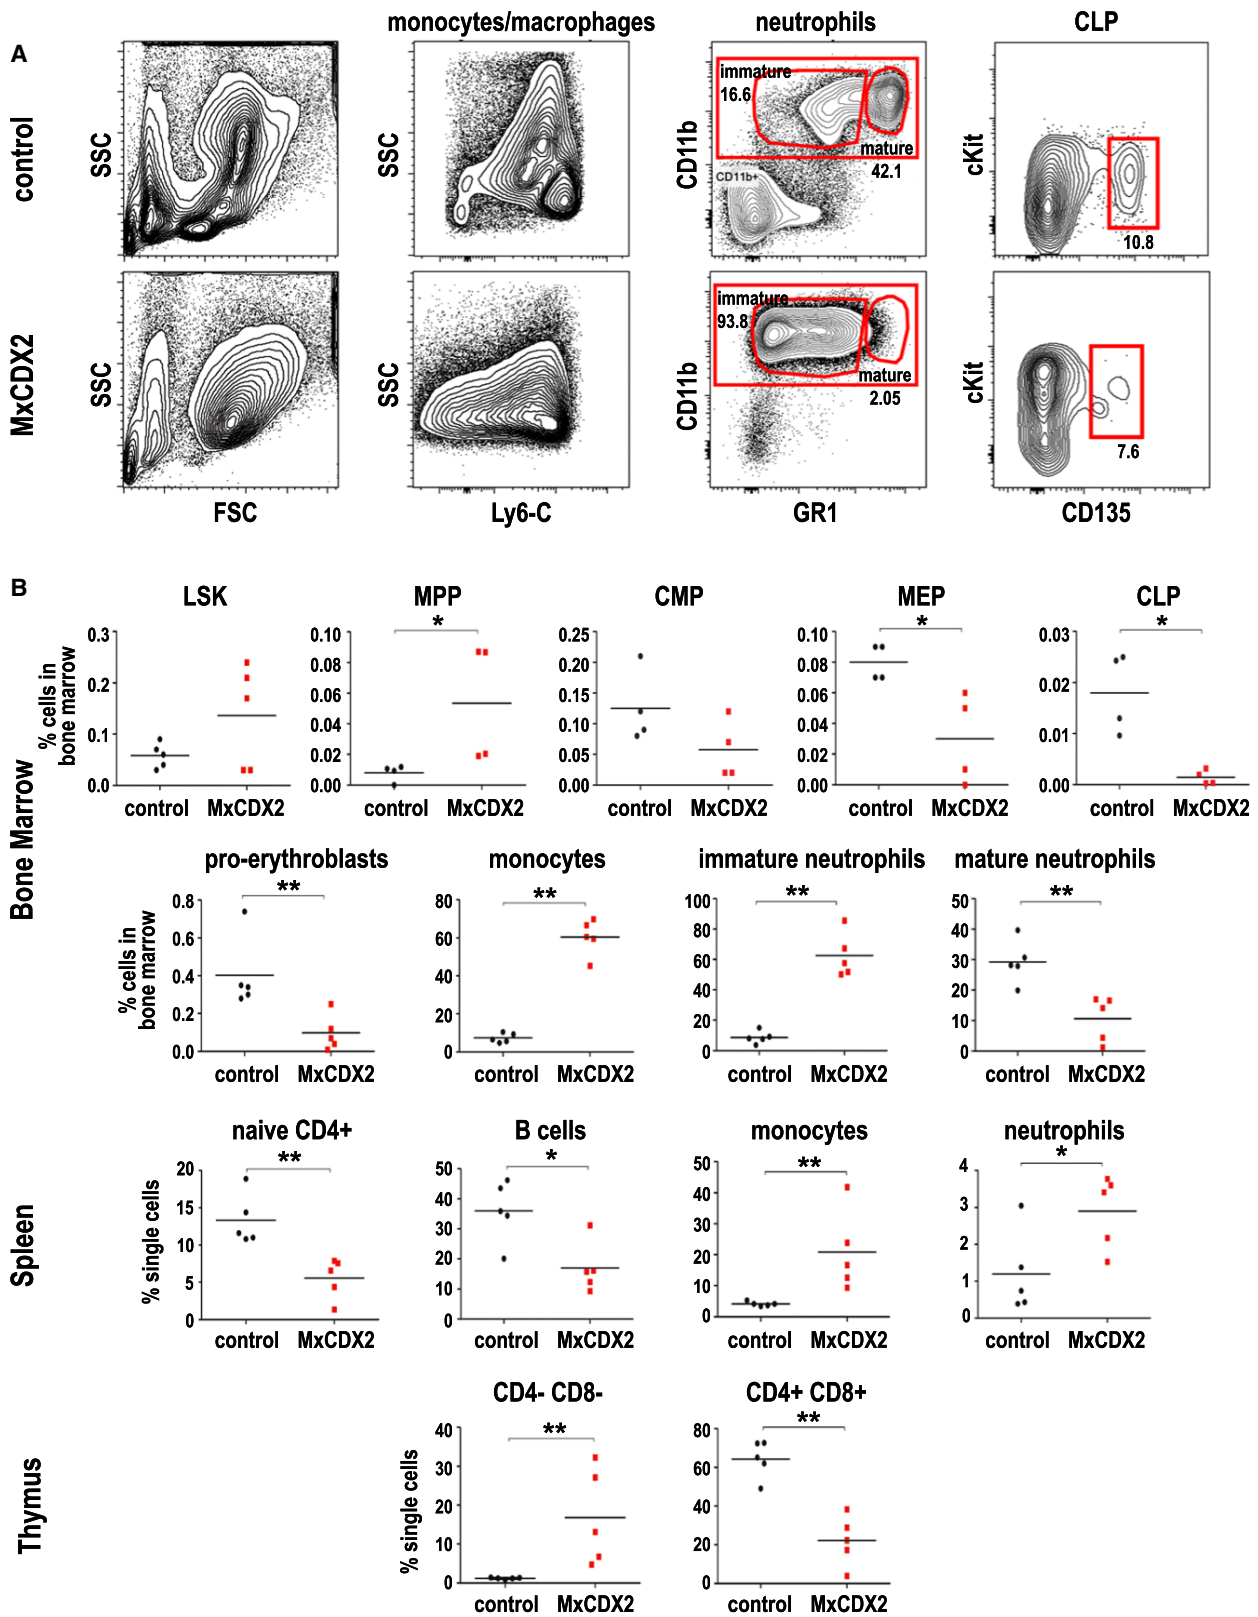 A
monocytes/macrophages
neutrophils
CLP
control
SSC
SSC
CD11b
immature
16.6
mature
42.1
CD11b+
cKit
10.8
MxCDX2
SSC
SSC
CD11b
immature
93.8
mature
2.05
cKit
7.6
FSC
Ly6-C
GR1
CD135
B
Bone Marrow
LSK
MPP
CMP
MEP
CLP
* * *
% cells in
bone marrow
0.3
0.2
0.1
0.0
control MxCDX2
0.10
0.08
0.06
0.04
0.02
0.00
control MxCDX2
0.25
0.20
0.15
0.10
0.05
0.00
control MxCDX2
0.10
0.08
0.06
0.04
0.02
0.00
control MxCDX2
0.03
0.02
0.01
0.00
control MxCDX2
pro-erythroblasts
monocytes
immature neutrophils
mature neutrophils
** ** ** **
% cells in
bone marrow
0.8
0.6
0.4
0.2
0.0
control MxCDX2
80
60
40
20
0
control MxCDX2
100
80
60
40
20
0
control MxCDX2
50
40
30
20
10
0
control MxCDX2
Spleen
naive CD4+
B cells
monocytes
neutrophils
** * ** *
% single cells
20
15
10
5
0
control MxCDX2
50
40
30
20
10
0
control MxCDX2
50
40
30
20
10
0
control MxCDX2
4
3
2
1
0
control MxCDX2
Thymus
CD4- CD8-
CD4+ CD8+
** **
% single cells
40
30
20
10
0
control MxCDX2
80
60
40
20
0
control MxCDX2